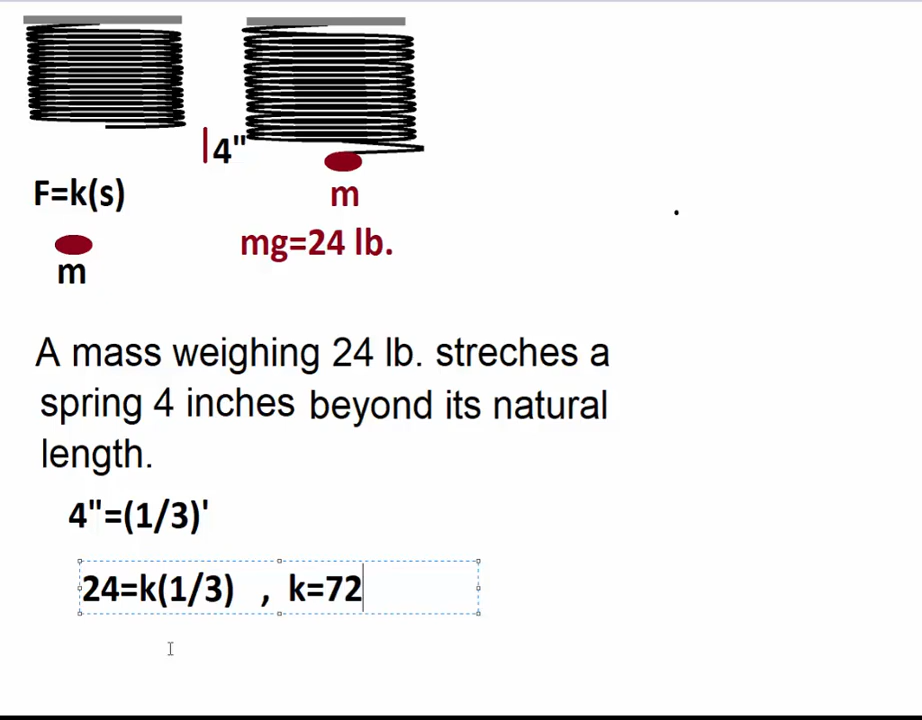 4"
F=k(s)
m
mg=24 lb.
m
A mass weighing 24 lb. streches a
spring 4 inches beyond its natural
length.
4"=(1/3)'
24=k(1/3) , k=72